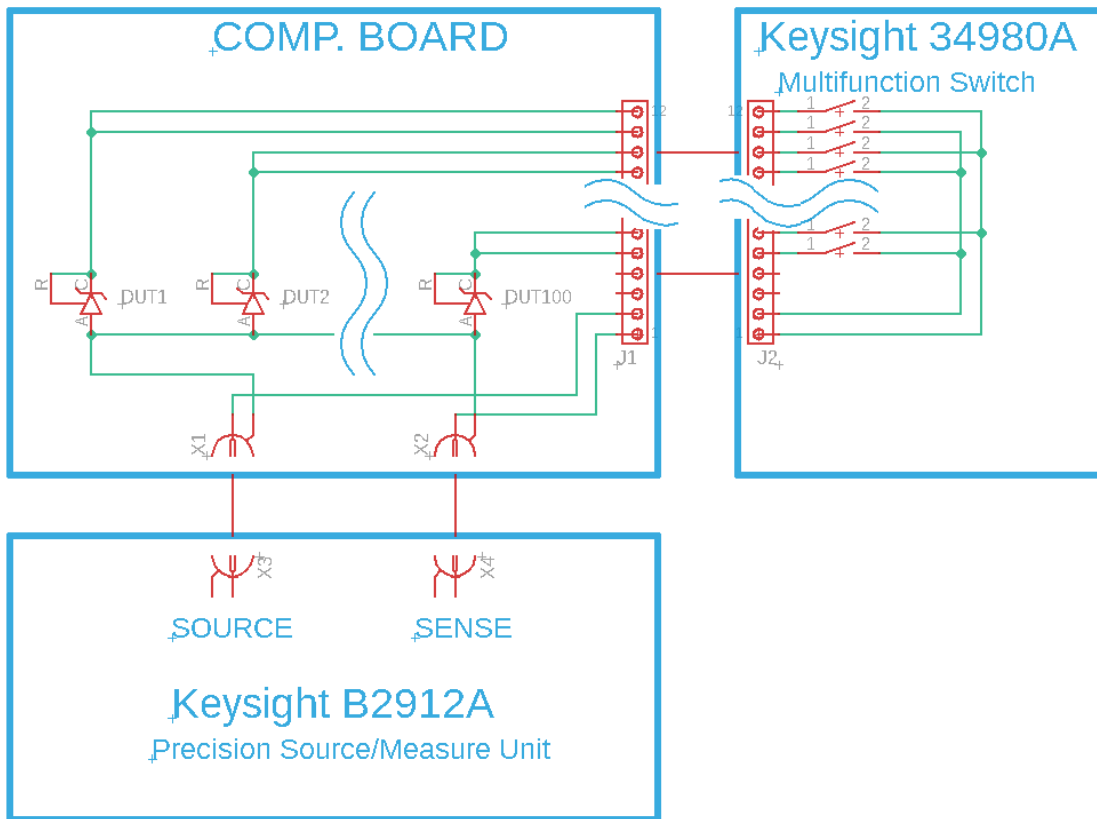 COMP. BOARD
Keysight 34980A
Multifunction Switch
12
12
1 2
1 2
1 2
1 2
1 2
1 2
R C A DUT1
R C A DUT2
R C A DUT100
1
1
J1
J2
X1
X2
X3
X4
SOURCE
SENSE
Keysight B2912A
Precision Source/Measure Unit